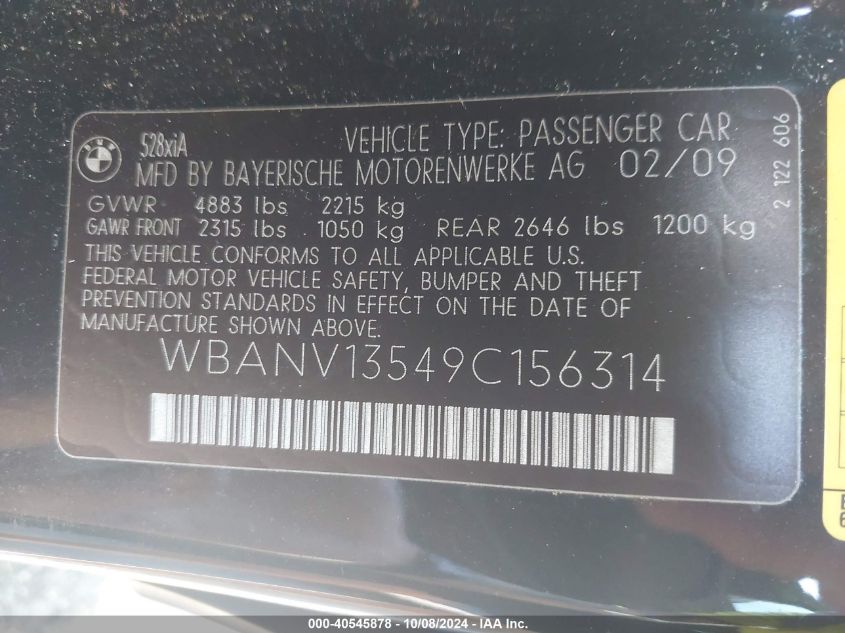 BMW
528xiA VEHICLE TYPE: PASSENGER CAR
MFD BY BAYERISCHE MOTORENWERKE AG 02/09
GVWR 4883 lbs 2215 kg
GAWR FRONT 2315 lbs 1050 kg REAR 2646 lbs 1200 kg
THIS VEHICLE CONFORMS TO ALL APPLICABLE U.S.
FEDERAL MOTOR VEHICLE SAFETY, BUMPER AND THEFT
PREVENTION STANDARDS IN EFFECT ON THE DATE OF
MANUFACTURE SHOWN ABOVE.
WBANV13549C156314
2 122 606
000-40545878 - 10/08/2024 - IAA Inc.